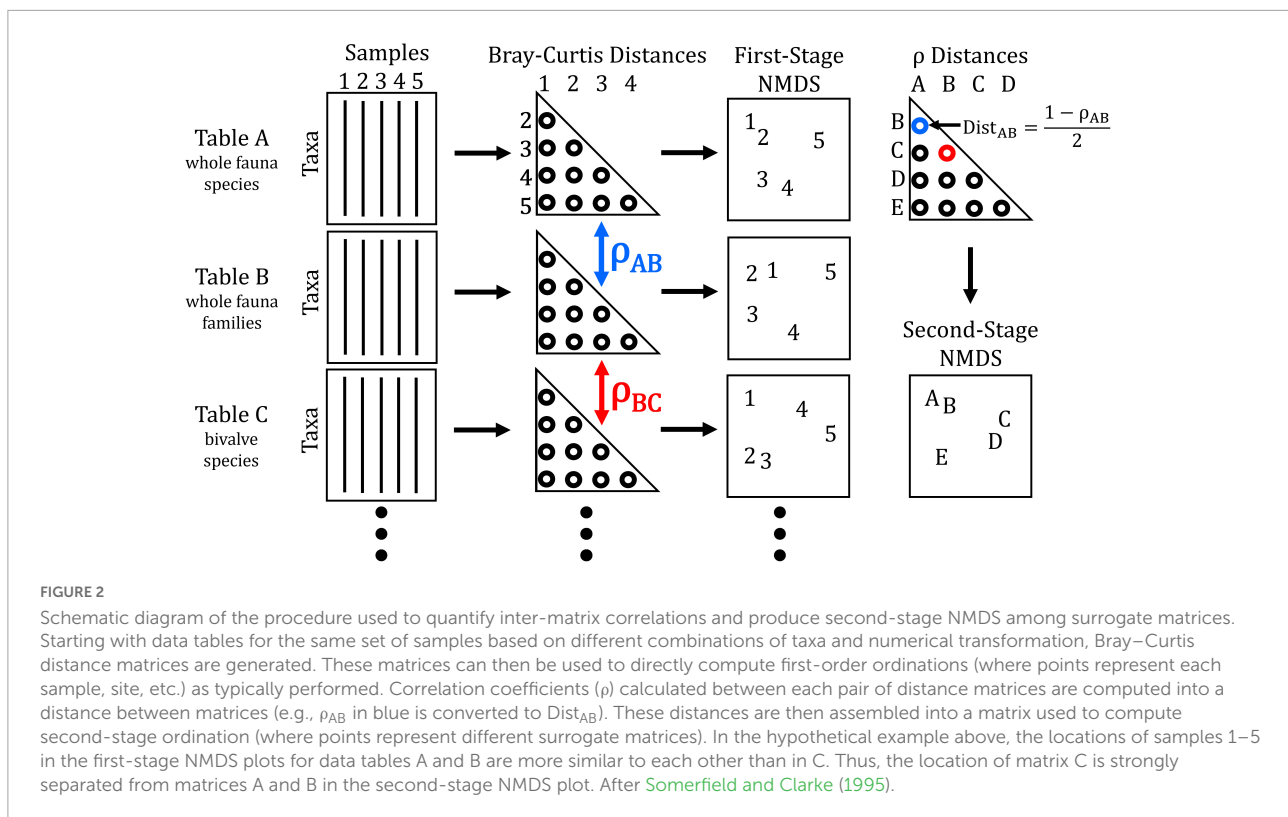 Samples
1 2 3 4 5
Bray-Curtis Distances
1 2 3 4
First-Stage
NMDS
ρ Distances
A B C D
Table A
whole fauna
species
Taxa
2
3
4
5
1
2
5
3
4
B
C
D
E
Dist_AB = (1 − ρ_AB) / 2
ρ_AB
Table B
whole fauna
families
Taxa
2 1 5
3
4
Second-Stage
NMDS
ρ_BC
Table C
bivalve
species
Taxa
1
4
5
2 3
A B
C
D
E
FIGURE 2
Schematic diagram of the procedure used to quantify inter-matrix correlations and produce second-stage NMDS among surrogate matrices.
Starting with data tables for the same set of samples based on different combinations of taxa and numerical transformation, Bray–Curtis
distance matrices are generated. These matrices can then be used to directly compute first-order ordinations (where points represent each
sample, site, etc.) as typically performed. Correlation coefficients (ρ) calculated between each pair of distance matrices are computed into a
distance between matrices (e.g., ρ_AB in blue is converted to Dist_AB). These distances are then assembled into a matrix used to compute
second-stage ordination (where points represent different surrogate matrices). In the hypothetical example above, the locations of samples 1–5
in the first-stage NMDS plots for data tables A and B are more similar to each other than in C. Thus, the location of matrix C is strongly
separated from matrices A and B in the second-stage NMDS plot. After Somerfield and Clarke (1995).